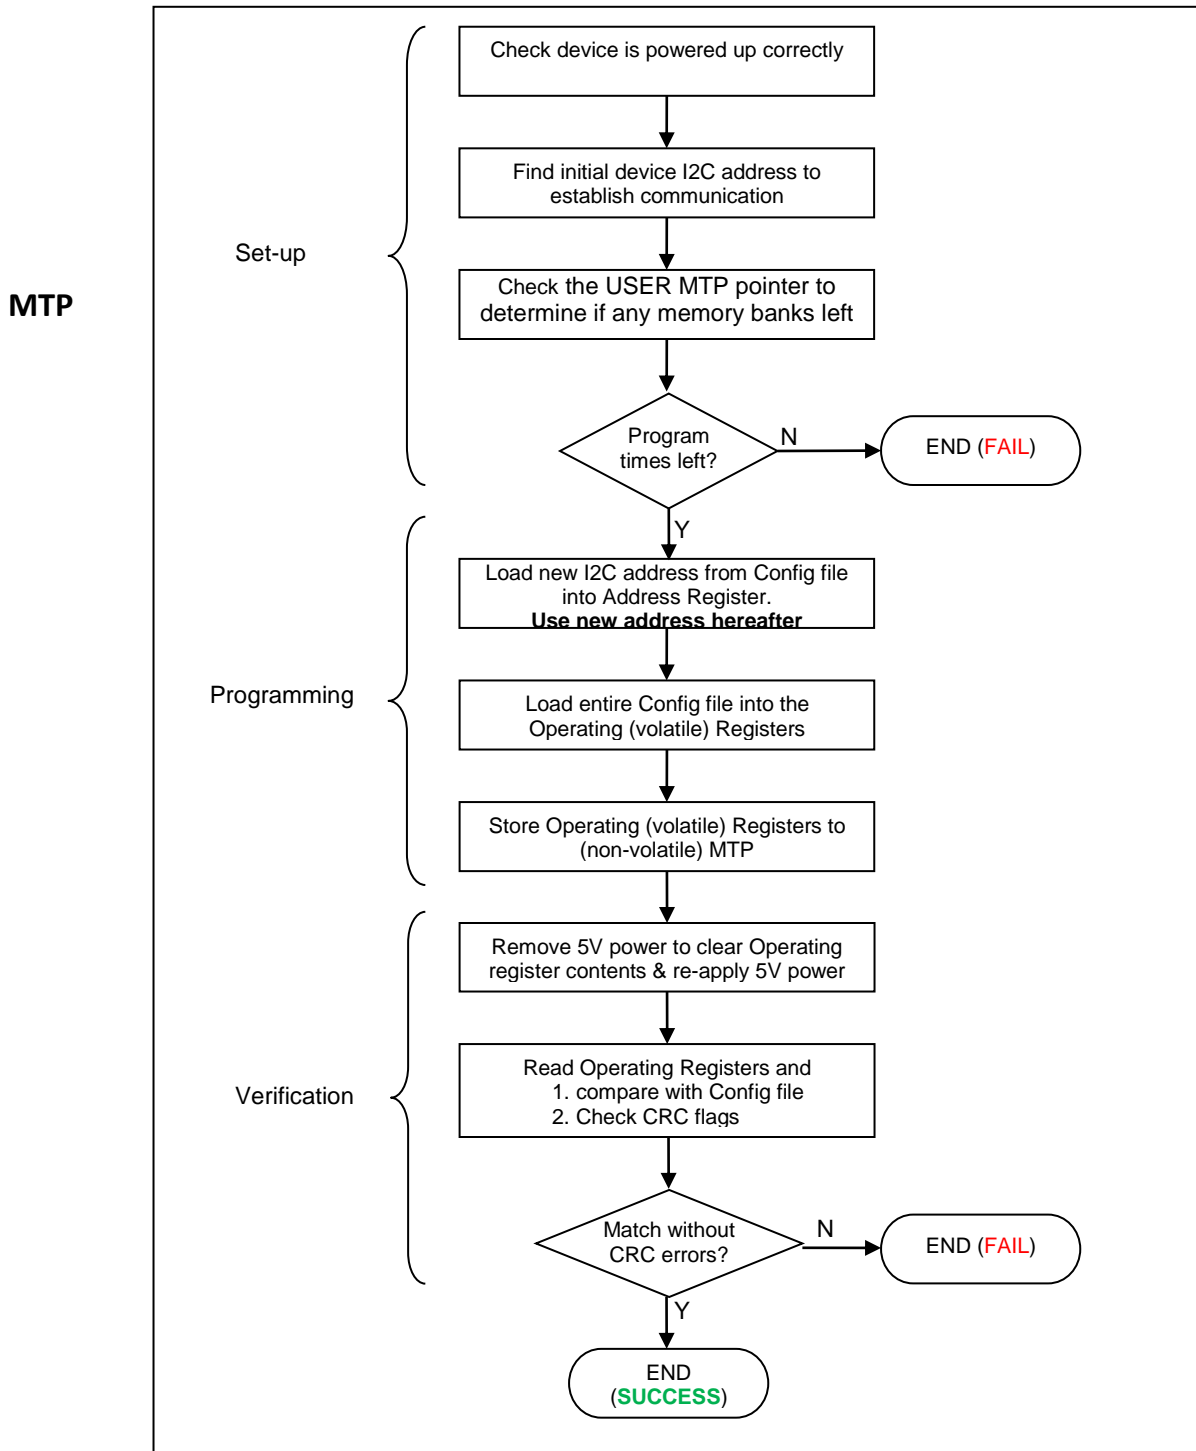 Check device is powered up correctly
Find initial device I2C address to
establish communication
Set-up
Check the USER MTP pointer to
determine if any memory banks left
MTP
Program
times left?
N
END (FAIL)
Y
Load new I2C address from Config file
into Address Register.
Use new address hereafter
Programming
Load entire Config file into the
Operating (volatile) Registers
Store Operating (volatile) Registers to
(non-volatile) MTP
Remove 5V power to clear Operating
register contents & re-apply 5V power
Verification
Read Operating Registers and
1. compare with Config file
2. Check CRC flags
Match without
CRC errors?
N
END (FAIL)
Y
END
(SUCCESS)